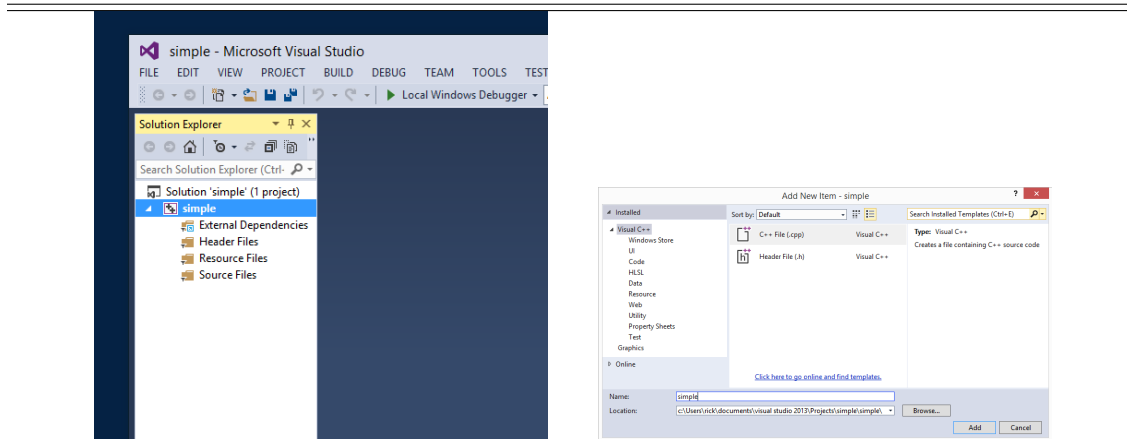 simple - Microsoft Visual Studio
FILE EDIT VIEW PROJECT BUILD DEBUG TEAM TOOLS TEST
Local Windows Debugger
Solution Explorer
Search Solution Explorer (Ctrl-
Solution 'simple' (1 project)
simple
External Dependencies
Header Files
Resource Files
Source Files
Add New Item - simple
?
Installed
Sort by: Default
Search Installed Templates (Ctrl+E)
Visual C++
Windows Store
UI
Code
HLSL
Data
Resource
Web
Utility
Property Sheets
Test
Graphics
Online
C++ File (.cpp) Visual C++
Header File (.h) Visual C++
Type: Visual C++
Creates a file containing C++ source code
Click here to go online and find templates.
Name: simple
Location: c:\Users\rick\documents\visual studio 2013\Projects\simple\simple\
Browse...
Add Cancel